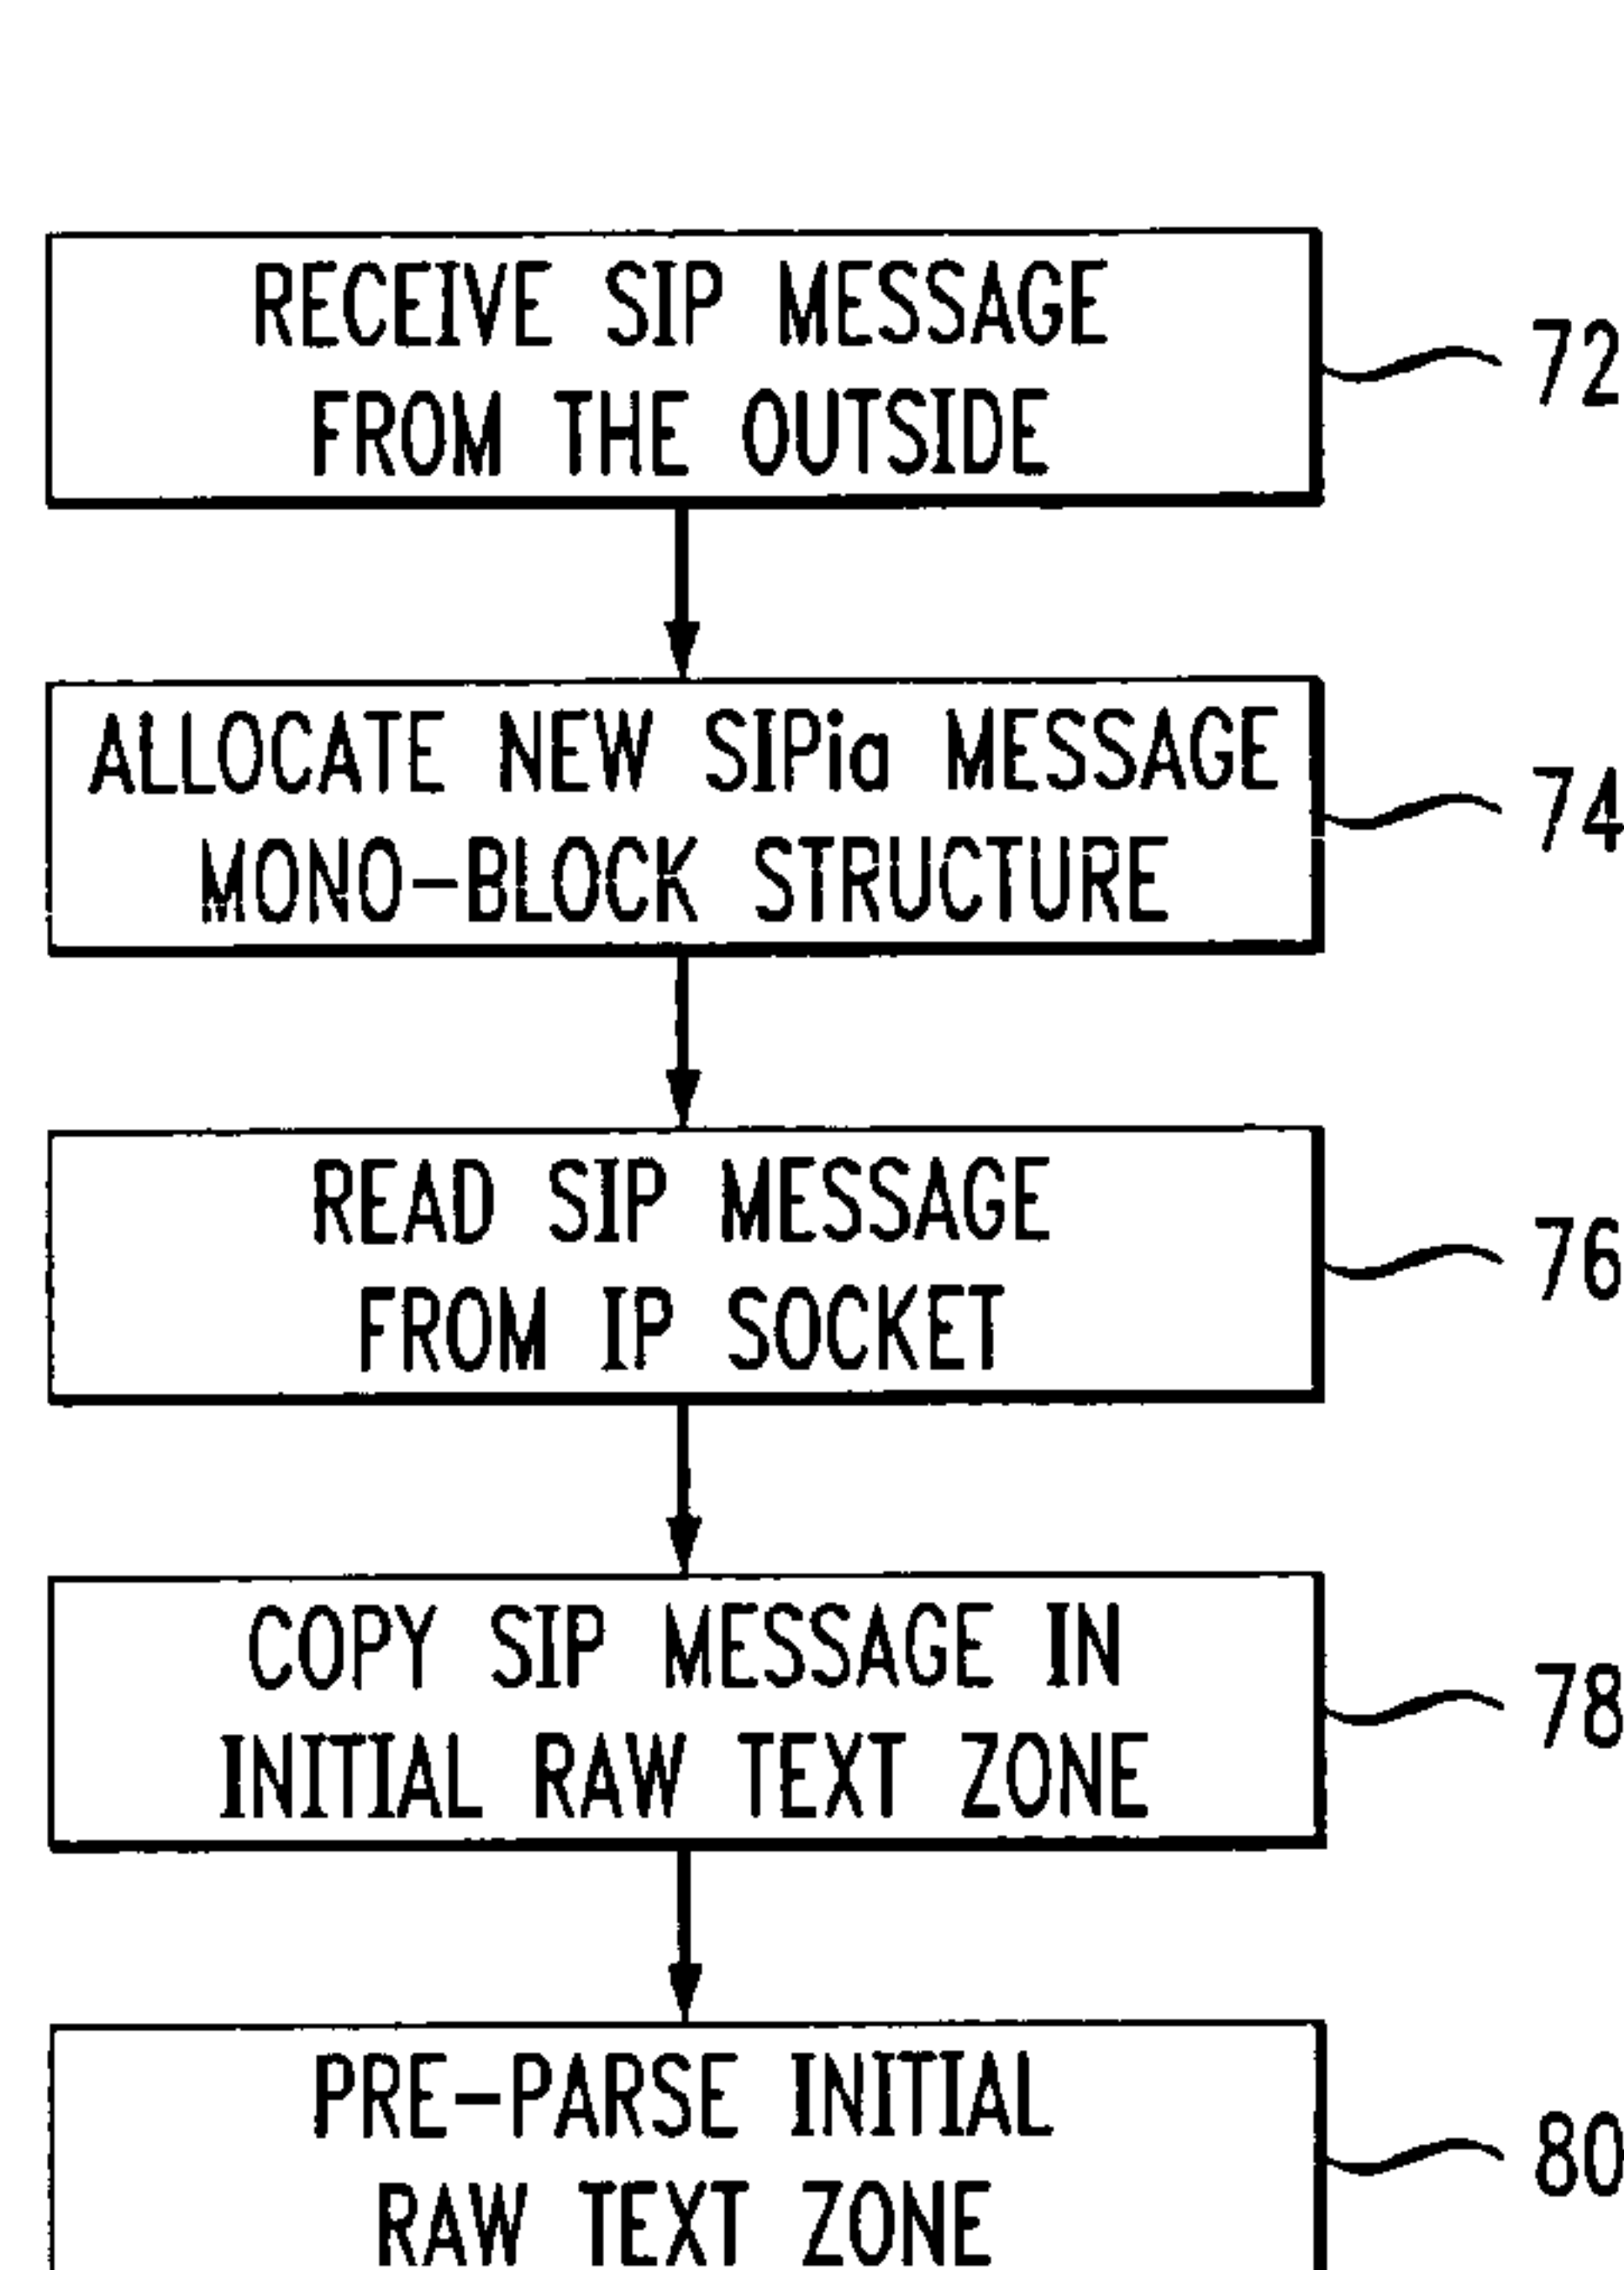 RECEIVE SIP MESSAGE
FROM THE OUTSIDE
72
ALLOCATE NEW SIPia MESSAGE
MONO-BLOCK STRUCTURE
74
READ SIP MESSAGE
FROM IP SOCKET
76
COPY SIP MESSAGE IN
INITIAL RAW TEXT ZONE
78
PRE-PARSE INITIAL
RAW TEXT ZONE
80